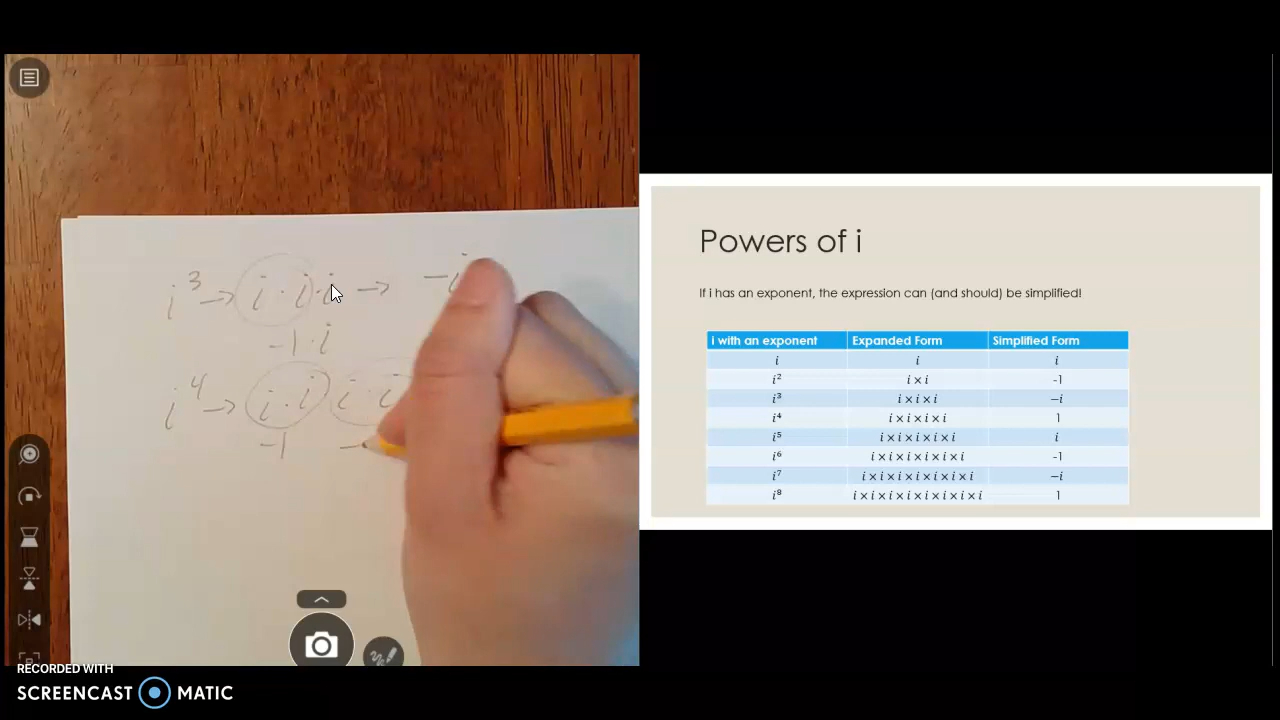 i³ → i · i · i → -i
-1 · i
i⁴ → i · i i · i
-1 -
Powers of i
If i has an exponent, the expression can (and should) be simplified!
i with an exponent Expanded Form Simplified Form
i i i
i² i×i -1
i³ i×i×i −i
i⁴ i×i×i×i 1
i⁵ i×i×i×i×i i
i⁶ i×i×i×i×i×i -1
i⁷ i×i×i×i×i×i×i −i
i⁸ i×i×i×i×i×i×i×i 1
RECORDED WITH
SCREENCAST MATIC